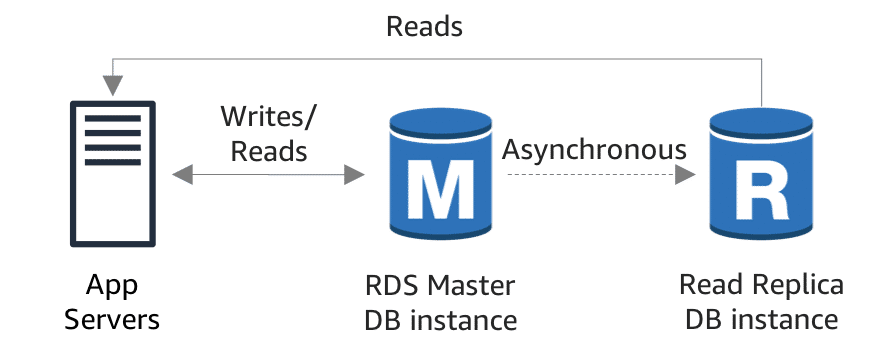 Reads
Writes/
Reads
Asynchronous
M
R
App
Servers
RDS Master
DB instance
Read Replica
DB instance